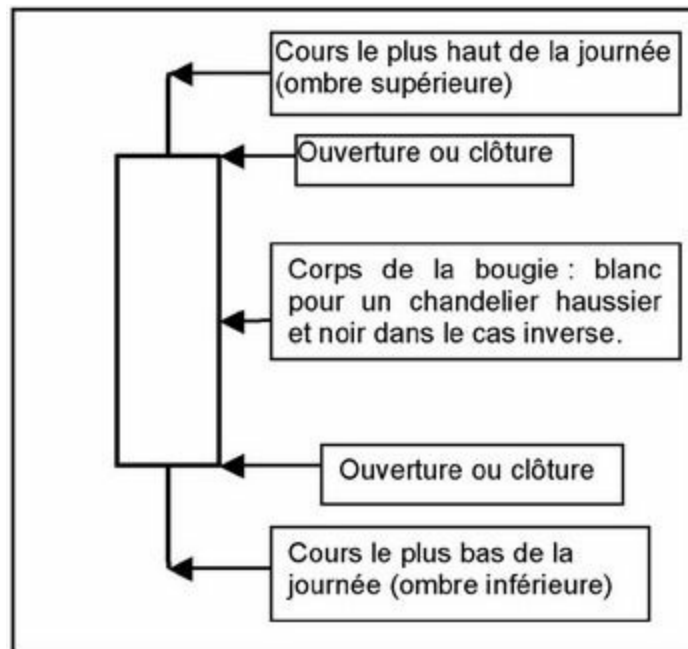 Cours le plus haut de la journée
(ombre supérieure)
Ouverture ou clôture
Corps de la bougie : blanc
pour un chandelier haussier
et noir dans le cas inverse.
Ouverture ou clôture
Cours le plus bas de la
journée (ombre inférieure)